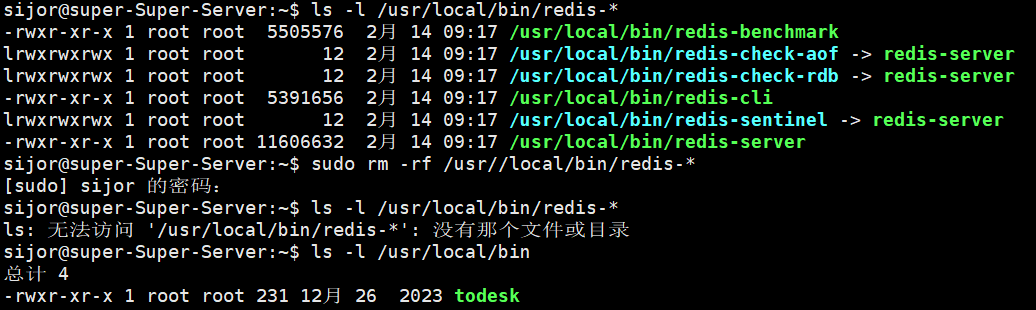 sijor@super-Super-Server:~$ ls -l /usr/local/bin/redis-*
-rwxr-xr-x 1 root root  5505576  2月 14 09:17 /usr/local/bin/redis-benchmark
lrwxrwxrwx 1 root root       12  2月 14 09:17 /usr/local/bin/redis-check-aof -> redis-server
lrwxrwxrwx 1 root root       12  2月 14 09:17 /usr/local/bin/redis-check-rdb -> redis-server
-rwxr-xr-x 1 root root  5391656  2月 14 09:17 /usr/local/bin/redis-cli
lrwxrwxrwx 1 root root       12  2月 14 09:17 /usr/local/bin/redis-sentinel -> redis-server
-rwxr-xr-x 1 root root 11606632  2月 14 09:17 /usr/local/bin/redis-server
sijor@super-Super-Server:~$ sudo rm -rf /usr//local/bin/redis-*
[sudo] sijor 的密码：
sijor@super-Super-Server:~$ ls -l /usr/local/bin/redis-*
ls: 无法访问 '/usr/local/bin/redis-*': 没有那个文件或目录
sijor@super-Super-Server:~$ ls -l /usr/local/bin
总计 4
-rwxr-xr-x 1 root root 231 12月 26  2023 todesk